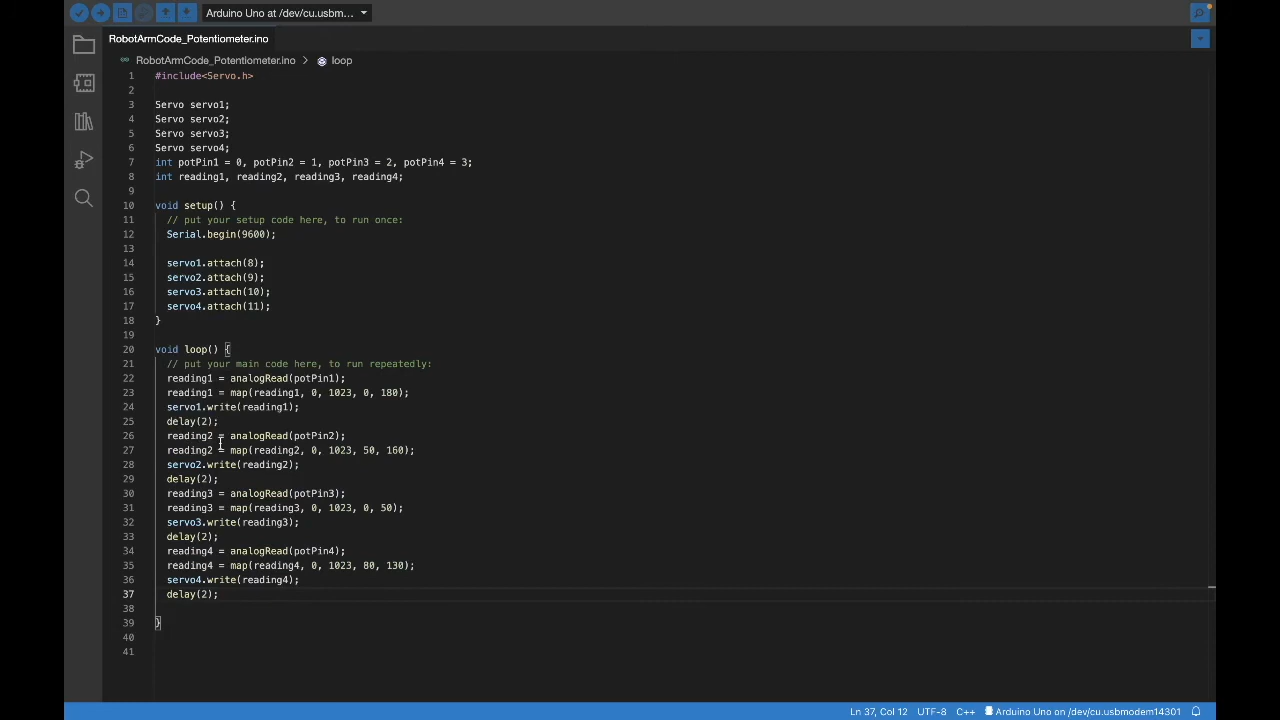 Arduino Uno at /dev/cu.usbm...
RobotArmCode_Potentiometer.ino
RobotArmCode_Potentiometer.ino > loop
1 #include<Servo.h>
2
3 Servo servo1;
4 Servo servo2;
5 Servo servo3;
6 Servo servo4;
7 int potPin1 = 0, potPin2 = 1, potPin3 = 2, potPin4 = 3;
8 int reading1, reading2, reading3, reading4;
9
10 void setup() {
11 // put your setup code here, to run once:
12 Serial.begin(9600);
13
14 servo1.attach(8);
15 servo2.attach(9);
16 servo3.attach(10);
17 servo4.attach(11);
18 }
19
20 void loop() {
21 // put your main code here, to run repeatedly:
22 reading1 = analogRead(potPin1);
23 reading1 = map(reading1, 0, 1023, 0, 180);
24 servo1.write(reading1);
25 delay(2);
26 reading2 = analogRead(potPin2);
27 reading2 = map(reading2, 0, 1023, 50, 160);
28 servo2.write(reading2);
29 delay(2);
30 reading3 = analogRead(potPin3);
31 reading3 = map(reading3, 0, 1023, 0, 50);
32 servo3.write(reading3);
33 delay(2);
34 reading4 = analogRead(potPin4);
35 reading4 = map(reading4, 0, 1023, 80, 130);
36 servo4.write(reading4);
37 delay(2);
38
39 }
40
41
Ln 37, Col 12 UTF-8 C++ Arduino Uno on /dev/cu.usbmodem14301